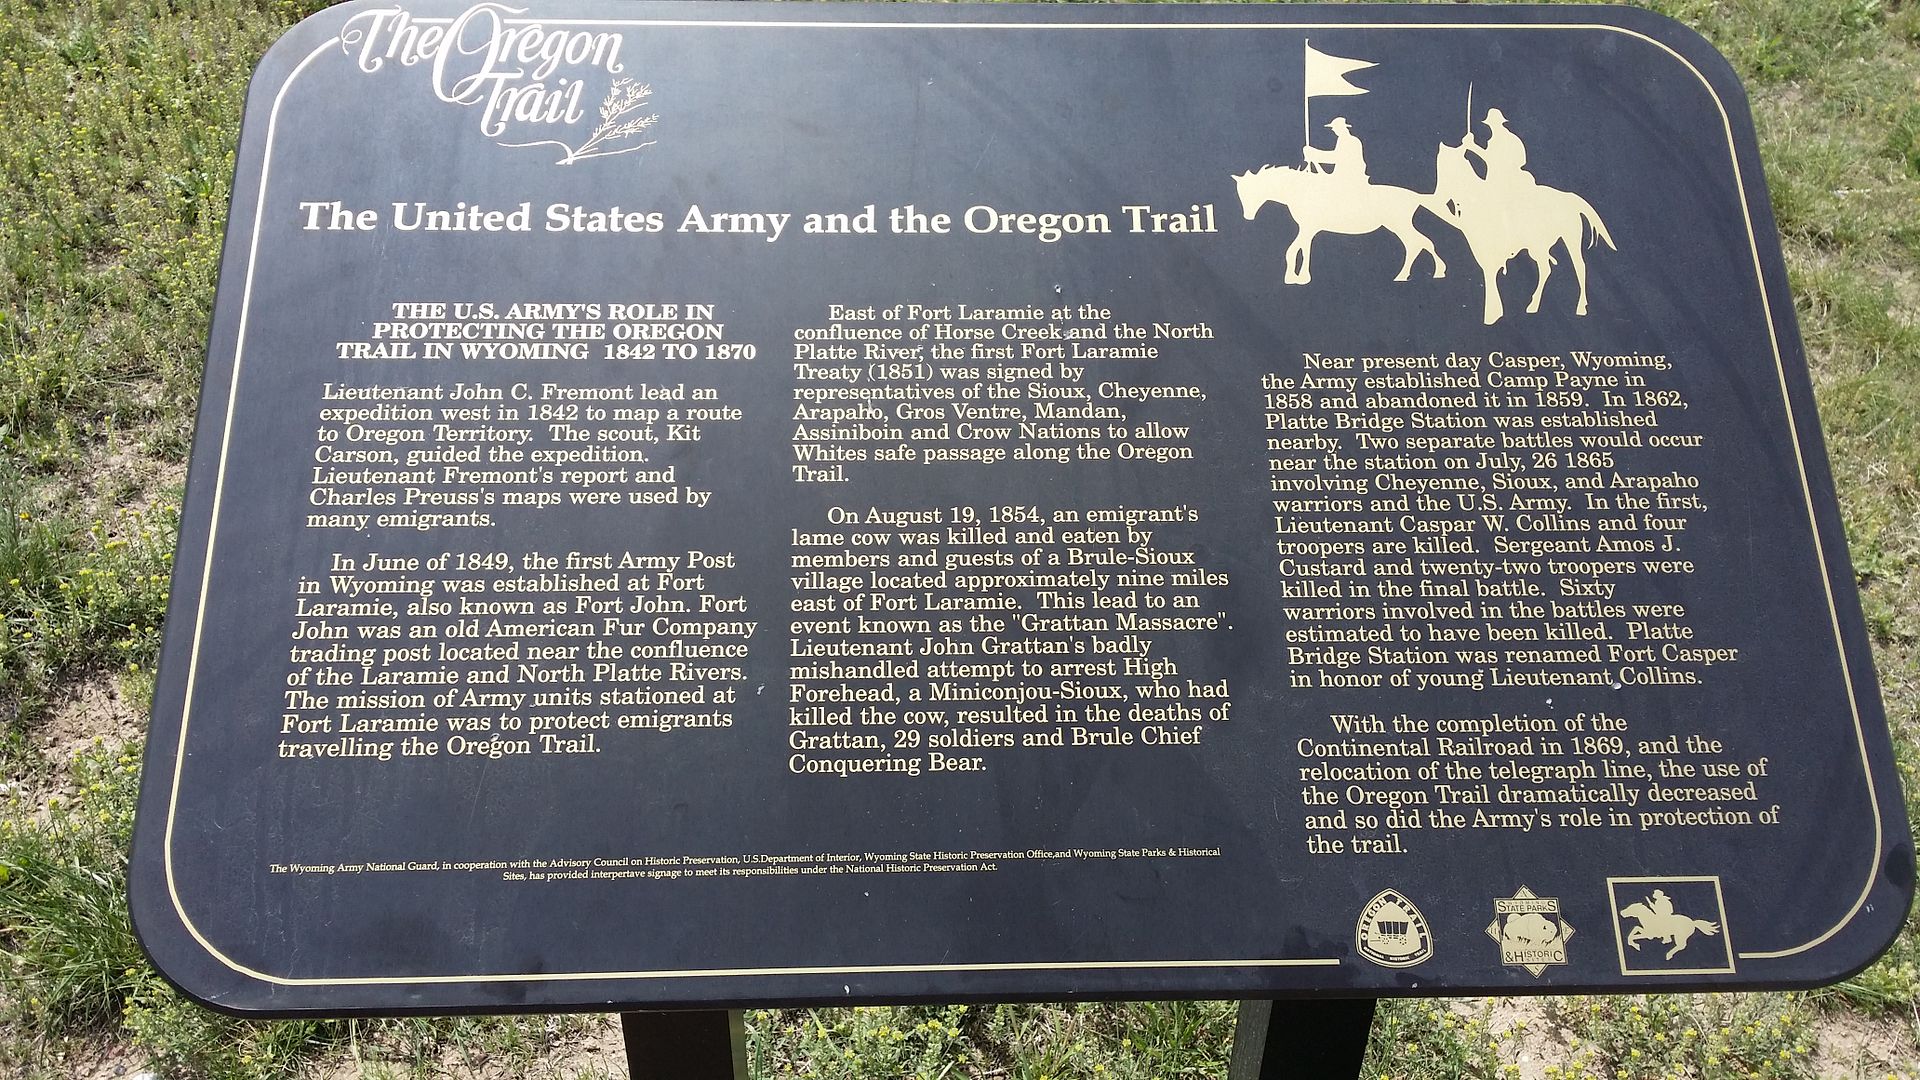 The Oregon
Trail
The United States Army and the Oregon Trail
THE U.S. ARMY'S ROLE IN
PROTECTING THE OREGON
TRAIL IN WYOMING 1842 TO 1870
Lieutenant John C. Fremont lead an
expedition west in 1842 to map a route
to Oregon Territory. The scout, Kit
Carson, guided the expedition.
Lieutenant Fremont's report and
Charles Preuss's maps were used by
many emigrants.
In June of 1849, the first Army Post
in Wyoming was established at Fort
Laramie, also known as Fort John. Fort
John was an old American Fur Company
trading post located near the confluence
of the Laramie and North Platte Rivers.
The mission of Army units stationed at
Fort Laramie was to protect emigrants
travelling the Oregon Trail.
East of Fort Laramie at the
confluence of Horse Creek and the North
Platte River, the first Fort Laramie
Treaty (1851) was signed by
representatives of the Sioux, Cheyenne,
Arapaho, Gros Ventre, Mandan,
Assiniboin and Crow Nations to allow
Whites safe passage along the Oregon
Trail.
On August 19, 1854, an emigrant's
lame cow was killed and eaten by
members and guests of a Brule-Sioux
village located approximately nine miles
east of Fort Laramie. This lead to an
event known as the "Grattan Massacre".
Lieutenant John Grattan's badly
mishandled attempt to arrest High
Forehead, a Miniconjou-Sioux, who had
killed the cow, resulted in the deaths of
Grattan, 29 soldiers and Brule Chief
Conquering Bear.
Near present day Casper, Wyoming,
the Army established Camp Payne in
1858 and abandoned it in 1859. In 1862,
Platte Bridge Station was established
nearby. Two separate battles would occur
near the station on July, 26 1865
involving Cheyenne, Sioux, and Arapaho
warriors and the U.S. Army. In the first,
Lieutenant Caspar W. Collins and four
troopers are killed. Sergeant Amos J.
Custard and twenty-two troopers were
killed in the final battle. Sixty
warriors involved in the battles were
estimated to have been killed. Platte
Bridge Station was renamed Fort Casper
in honor of young Lieutenant Collins.
With the completion of the
Continental Railroad in 1869, and the
relocation of the telegraph line, the use of
the Oregon Trail dramatically decreased
and so did the Army's role in protection of
the trail.
The Wyoming Army National Guard, in cooperation with the Advisory Council on Historic Preservation, U.S.Department of Interior, Wyoming State Historic Preservation Office,and Wyoming State Parks & Historical
Sites, has provided interpertave signage to meet its responsibilities under the National Historic Preservation Act.
OREGON TRAIL
NATIONAL HISTORIC TRAIL
WYOMING
STATE PARKS
& HISTORIC
SITES